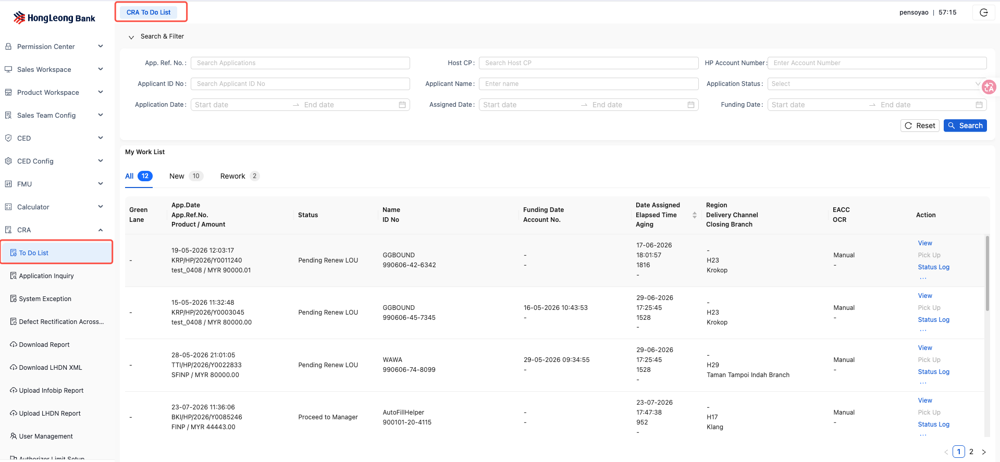 HongLeong Bank
CRA To Do List
pensoyao | 57:15
Permission Center
Sales Workspace
Product Workspace
Sales Team Config
CED
CED Config
FMU
Calculator
CRA
To Do List
Application Inquiry
System Exception
Defect Rectification Across...
Download Report
Download LHDN XML
Upload Infobip Report
Upload LHDN Report
User Management
Authorizer Limit Setup
Search & Filter
App. Ref. No. : Search Applications
Host CP : Search Host CP
HP Account Number : Enter Account Number
Applicant ID No : Search Applicant ID No
Applicant Name : Enter name
Application Status : Select
Application Date : Start date → End date
Assigned Date : Start date → End date
Funding Date : Start date → End date
Reset
Search
My Work List
All 12
New 10
Rework 2
Green
Lane
App.Date
App.Ref.No.
Product / Amount
Status
Name
ID No
Funding Date
Account No.
Date Assigned
Elapsed Time
Aging
Region
Delivery Channel
Closing Branch
EACC
OCR
Action
-
19-05-2026 12:03:17
KRP/HP/2026/Y0011240
test_0408 / MYR 90000.01
Pending Renew LOU
GGBOUND
990606-42-6342
-
-
17-06-2026
18:01:57
1816
-
-
H23
Krokop
Manual
-
View
Pick Up
Status Log
...
-
15-05-2026 11:32:48
KRP/HP/2026/Y0003045
test_0408 / MYR 80000.00
Pending Renew LOU
GGBOUND
990606-45-7345
16-05-2026 10:43:53
-
29-06-2026
17:25:45
1528
-
-
H23
Krokop
Manual
-
View
Pick Up
Status Log
...
-
28-05-2026 21:01:05
TTI/HP/2026/Y0022833
SFINP / MYR 80000.00
Pending Renew LOU
WAWA
990606-74-8099
29-05-2026 09:34:55
-
29-06-2026
17:25:45
1528
-
-
H29
Taman Tampoi Indah Branch
Manual
-
View
Pick Up
Status Log
...
-
23-07-2026 11:36:06
BKI/HP/2026/Y0085246
FINP / MYR 44443.00
Proceed to Manager
AutoFillHelper
900101-20-4115
-
-
23-07-2026
17:47:38
952
-
-
H17
Klang
Manual
-
View
Pick Up
Status Log
...
< 1 2 >